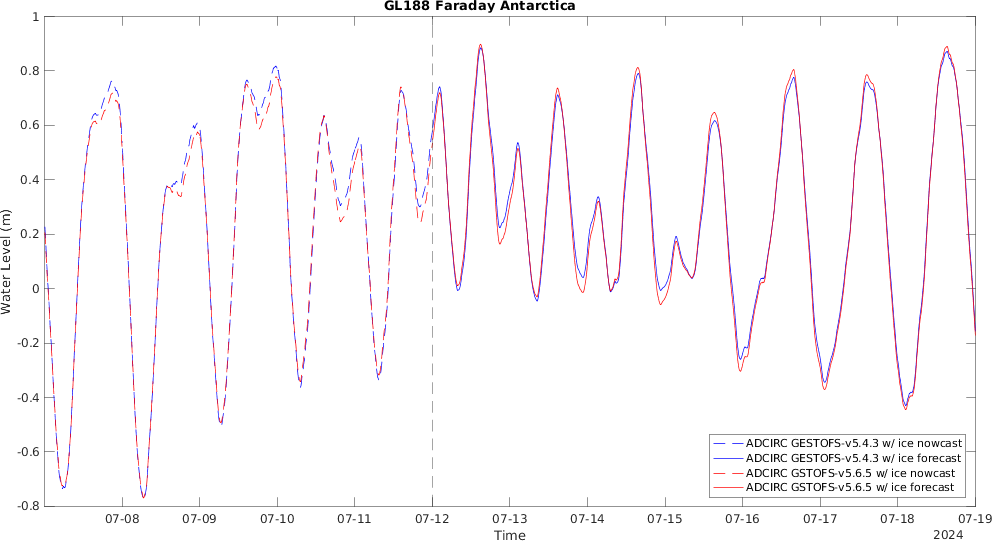 GL188 Faraday Antarctica
Water Level (m)
1
0.8
0.6
0.4
0.2
0
-0.2
-0.4
-0.6
-0.8
ADCIRC GESTOFS-v5.4.3 w/ ice nowcast
ADCIRC GESTOFS-v5.4.3 w/ ice forecast
ADCIRC GSTOFS-v5.6.5 w/ ice nowcast
ADCIRC GSTOFS-v5.6.5 w/ ice forecast
07-08 07-09 07-10 07-11 07-12 07-13 07-14 07-15 07-16 07-17 07-18 07-19
Time
2024